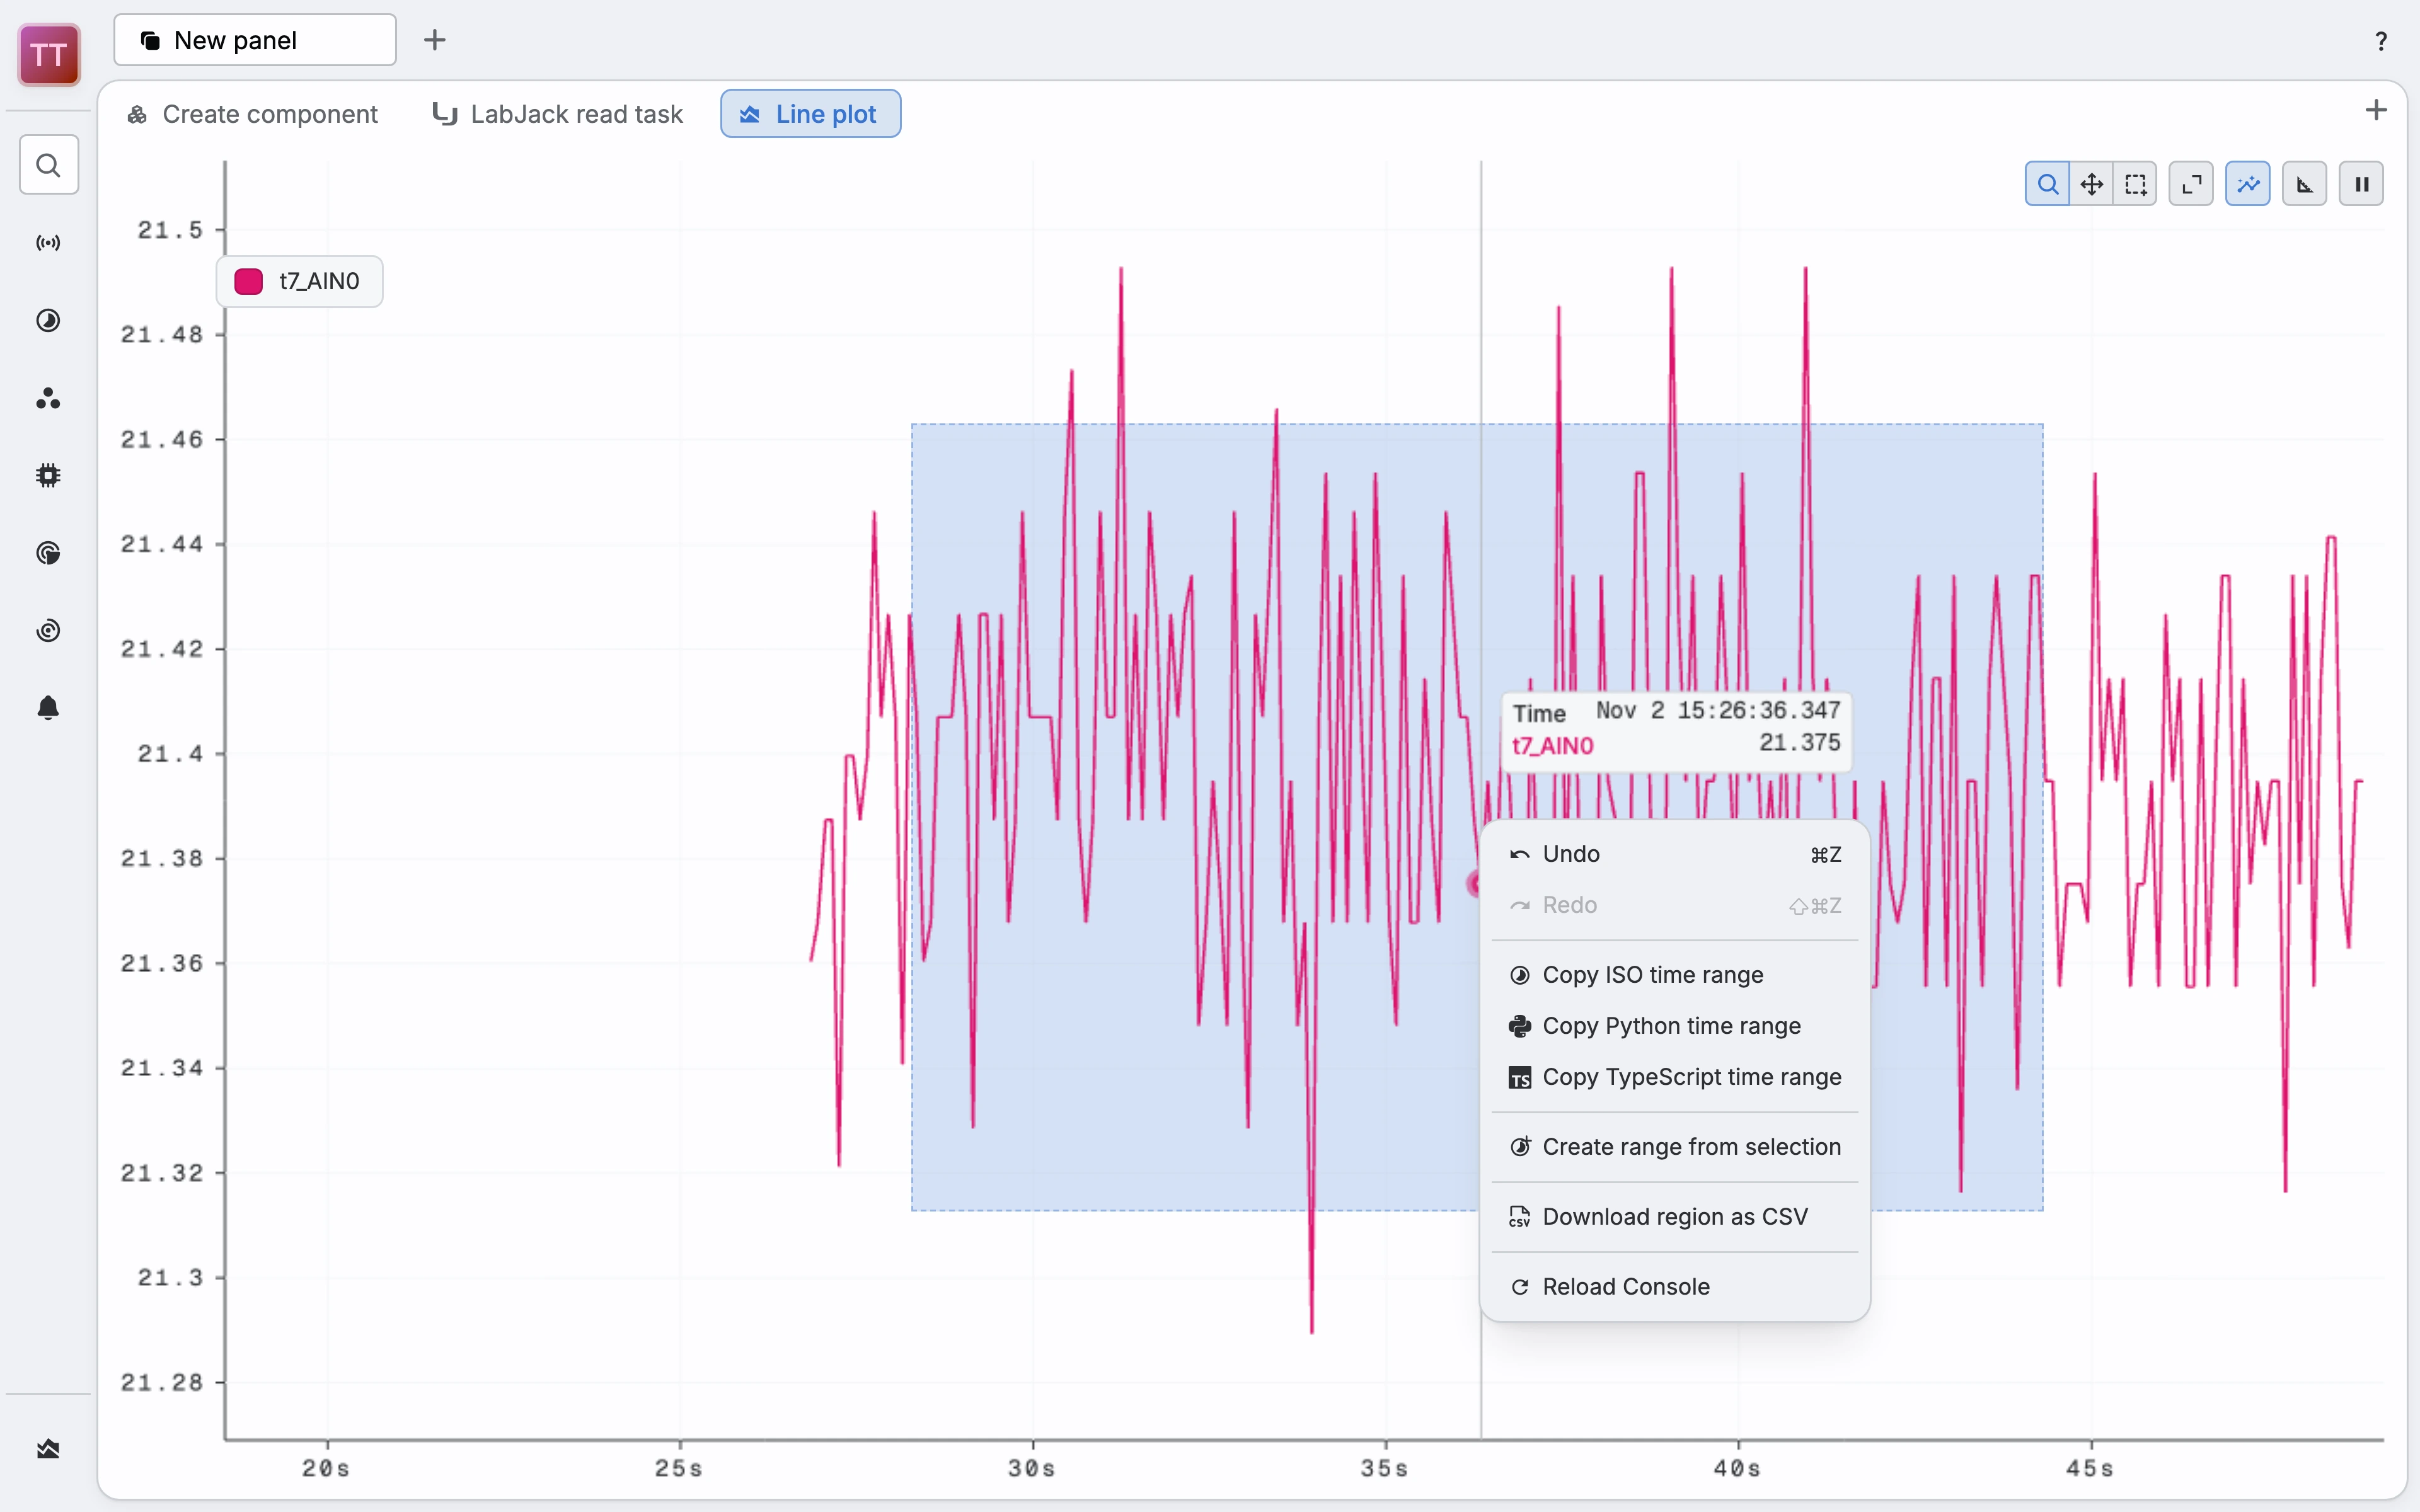 TT
New panel
?
Create component
LabJack read task
Line plot
21.5
t7_AIN0
21.48
21.46
21.44
21.42
21.4
21.38
21.36
21.34
21.32
21.3
21.28
Time Nov 2 15:26:36.347
t7_AIN0 21.375
Undo ⌘Z
Redo ⇧⌘Z
Copy ISO time range
Copy Python time range
TS Copy TypeScript time range
Create range from selection
CSV Download region as CSV
Reload Console
20s 25s 30s 35s 40s 45s